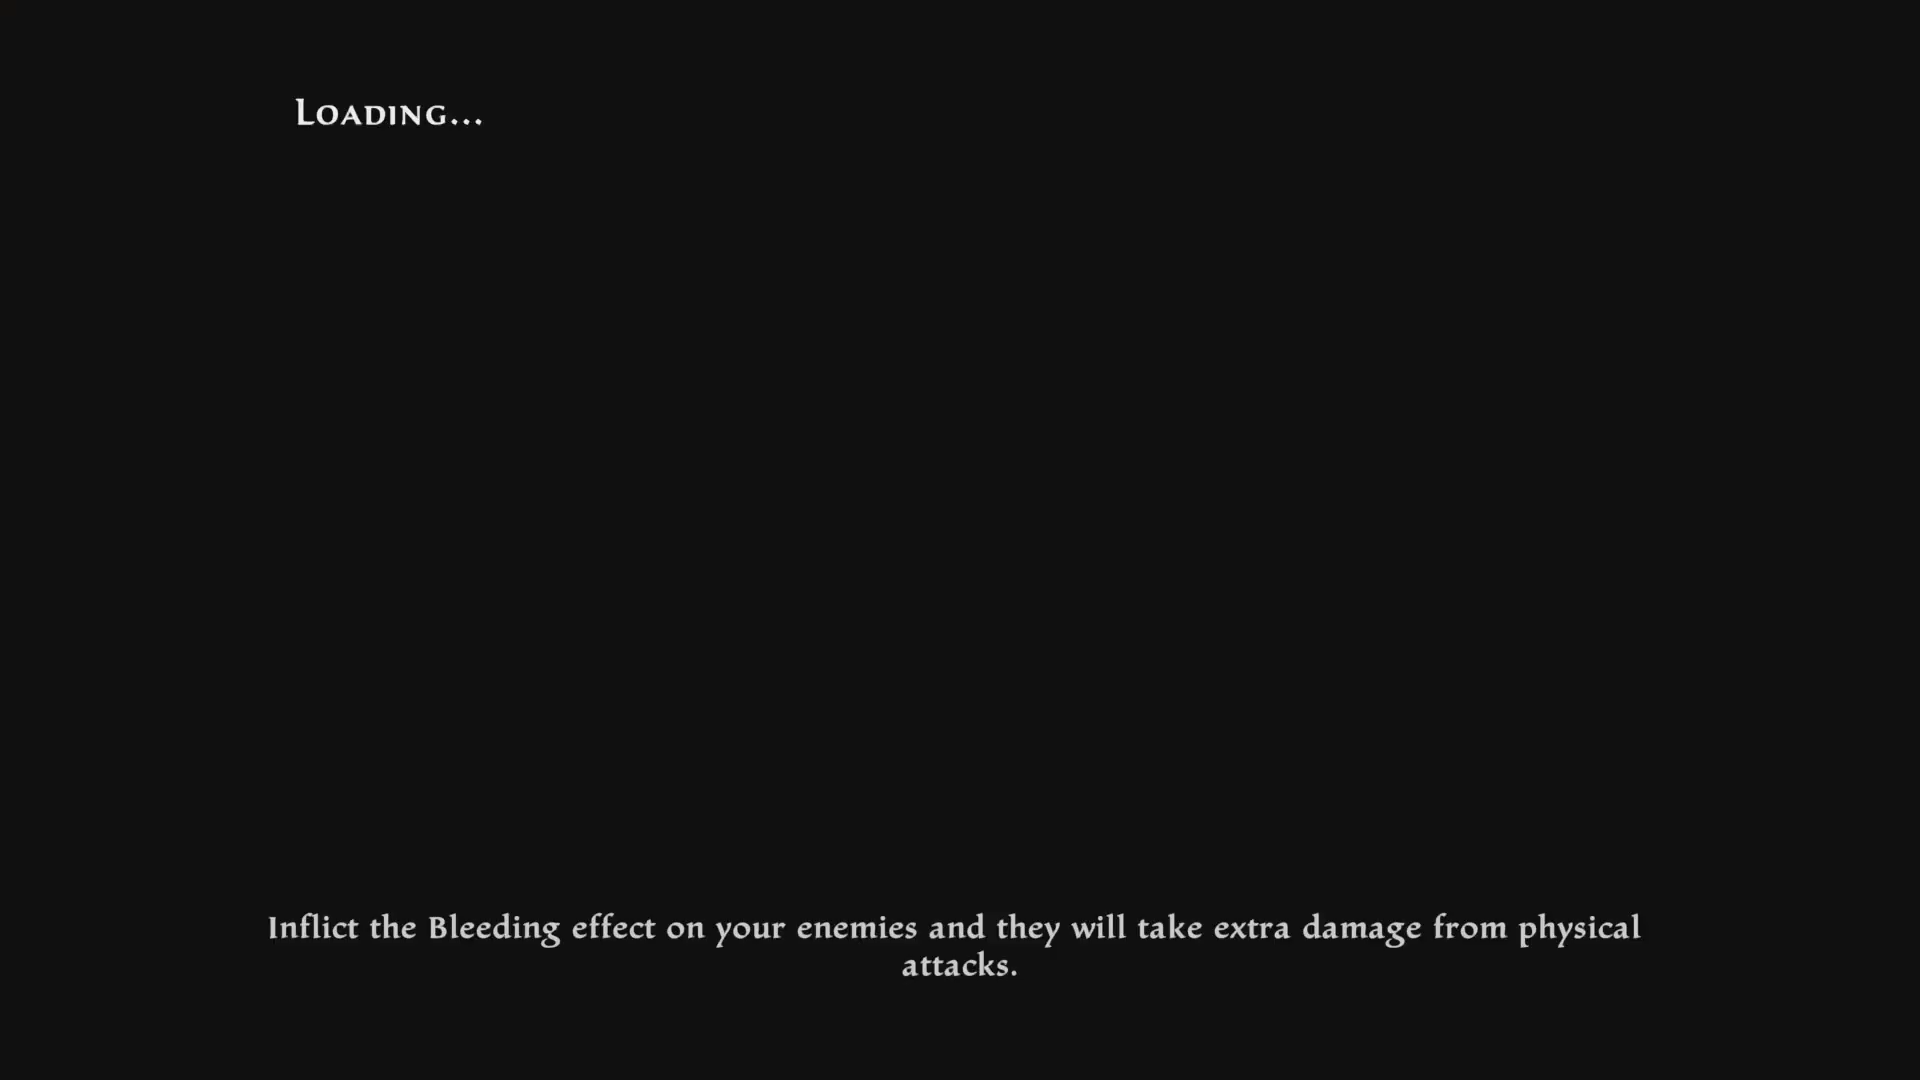 Loading...
Inflict the Bleeding effect on your enemies and they will take extra damage from physical
attacks.